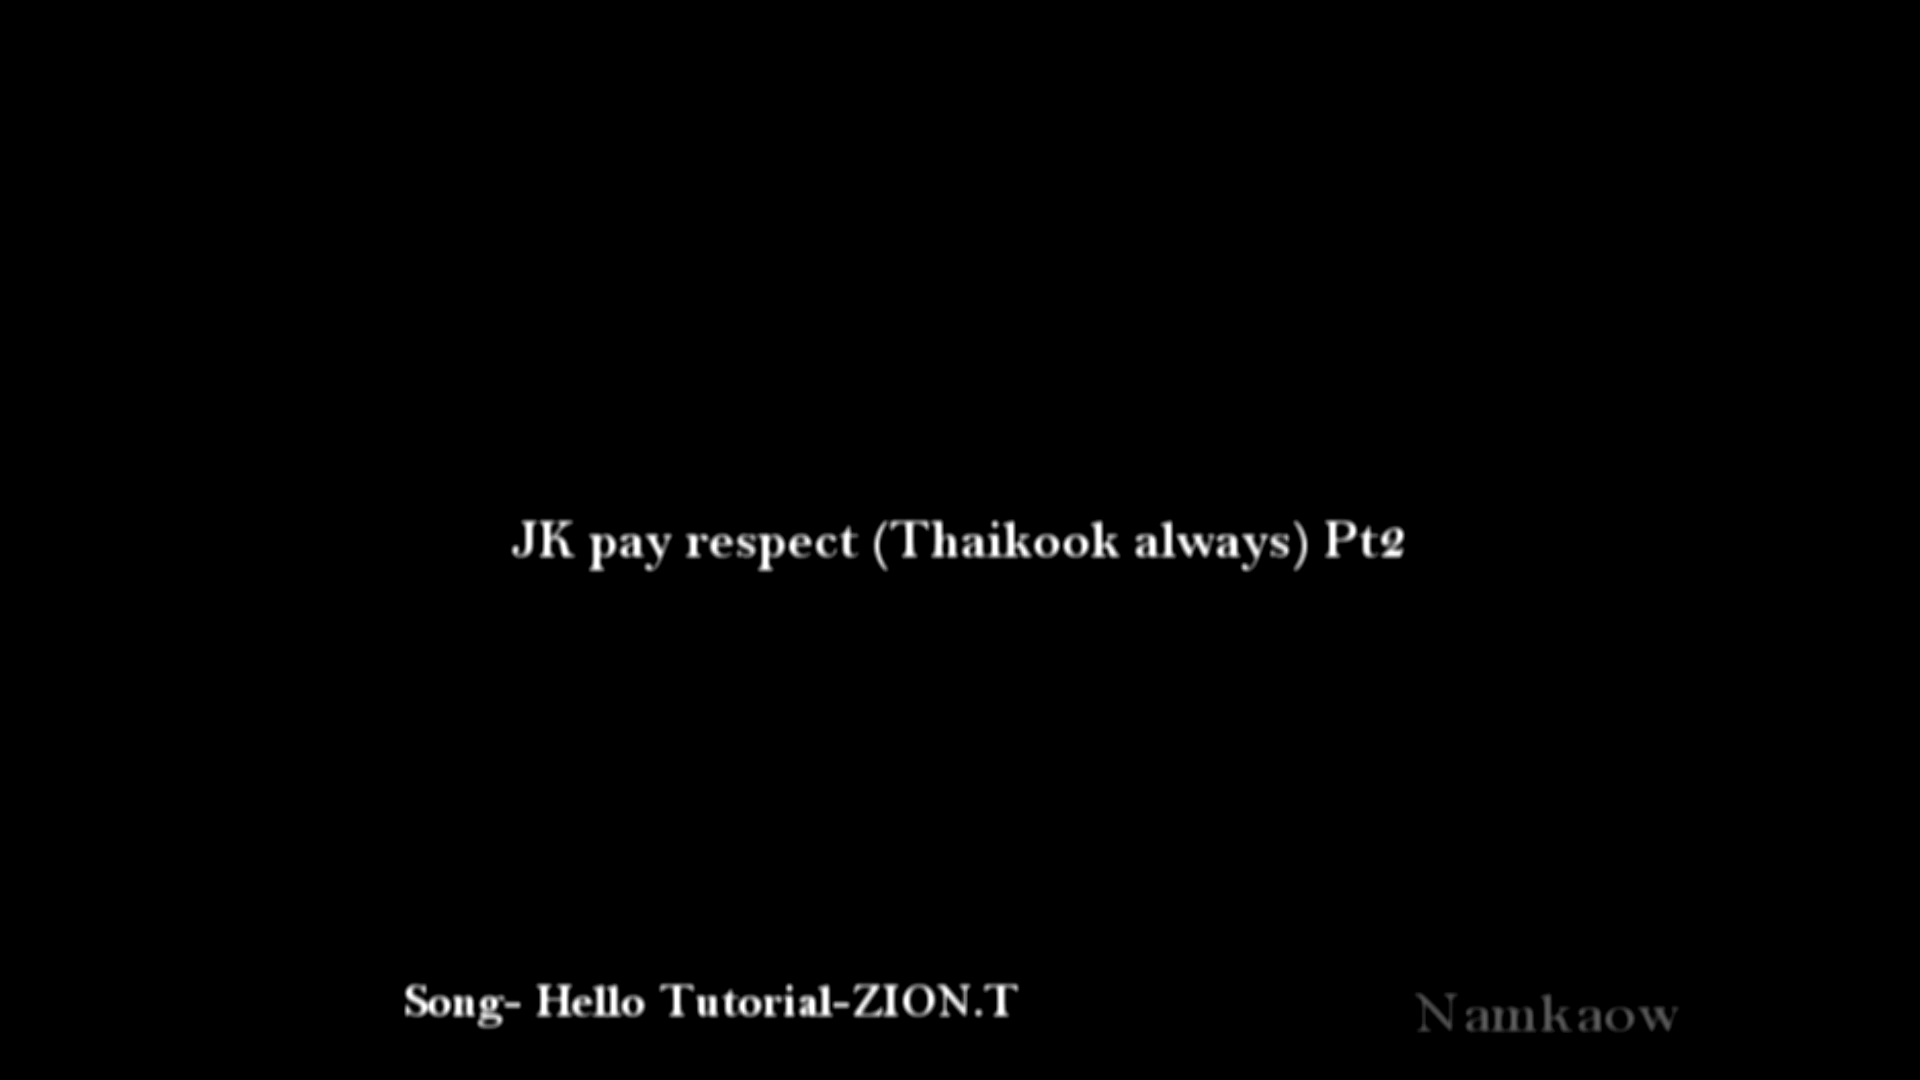 JK pay respect (Thaikook always) Pt2
Song- Hello Tutorial-ZION.T
Namkaow